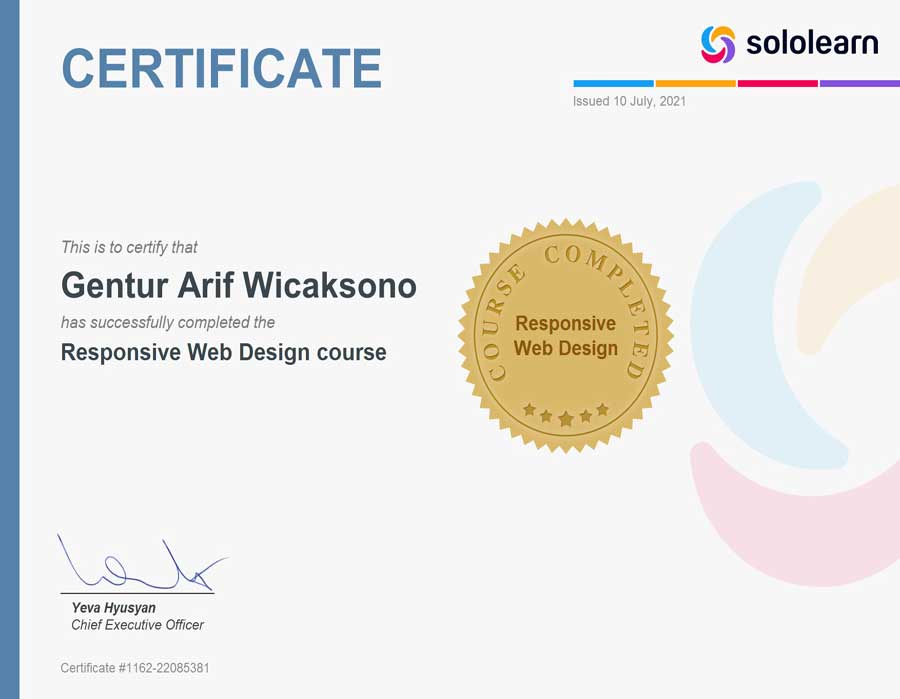 CERTIFICATE
sololearn
Issued 10 July, 2021
This is to certify that
Gentur Arif Wicaksono
has successfully completed the
Responsive Web Design course
COURSE COMPLETED
Responsive
Web Design
Yeva Hyusyan
Chief Executive Officer
Certificate #1162-22085381